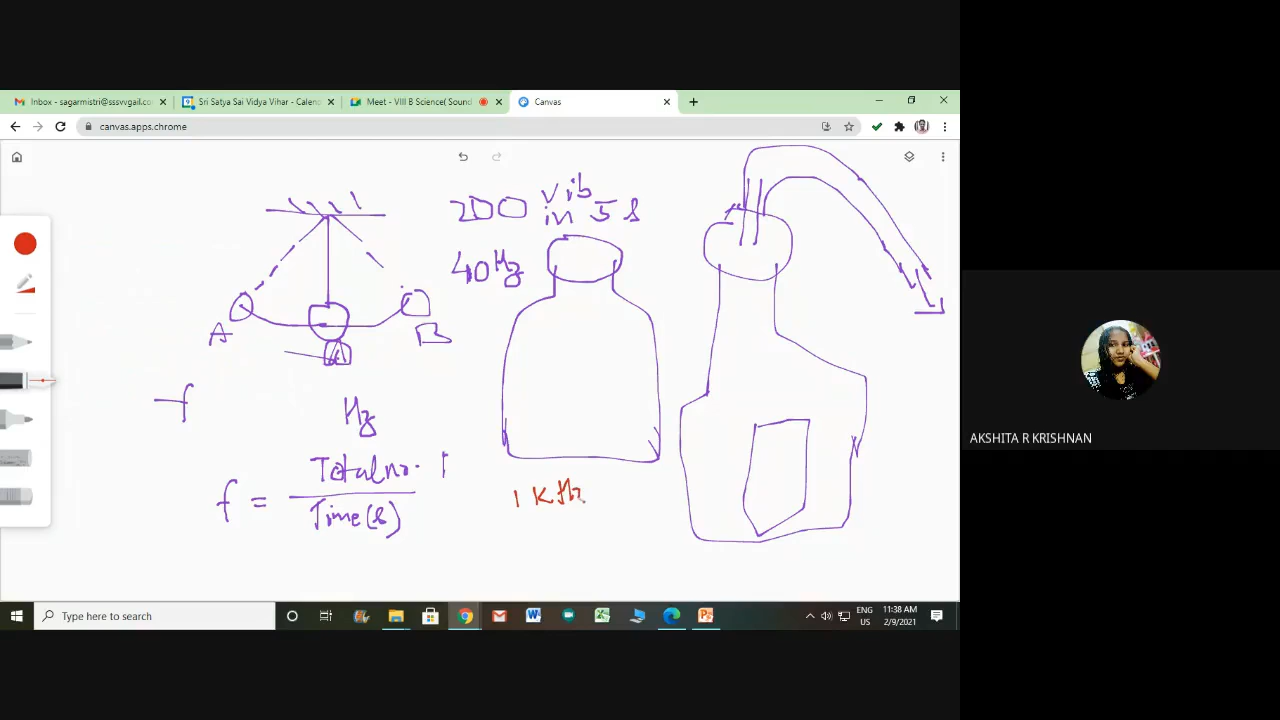 Inbox - sagarmistri@sssvvgail.co
Sri Satya Sai Vidya Vihar - Calend
Meet - VIII B Science( Sound
Canvas
canvas.apps.chrome
200 vib
in 5 s
40 Hz
A
B
f
Hz
f = Total no.
Time(s)
1 KHz
AKSHITA R KRISHNAN
Type here to search
ENG
US
11:38 AM
2/9/2021